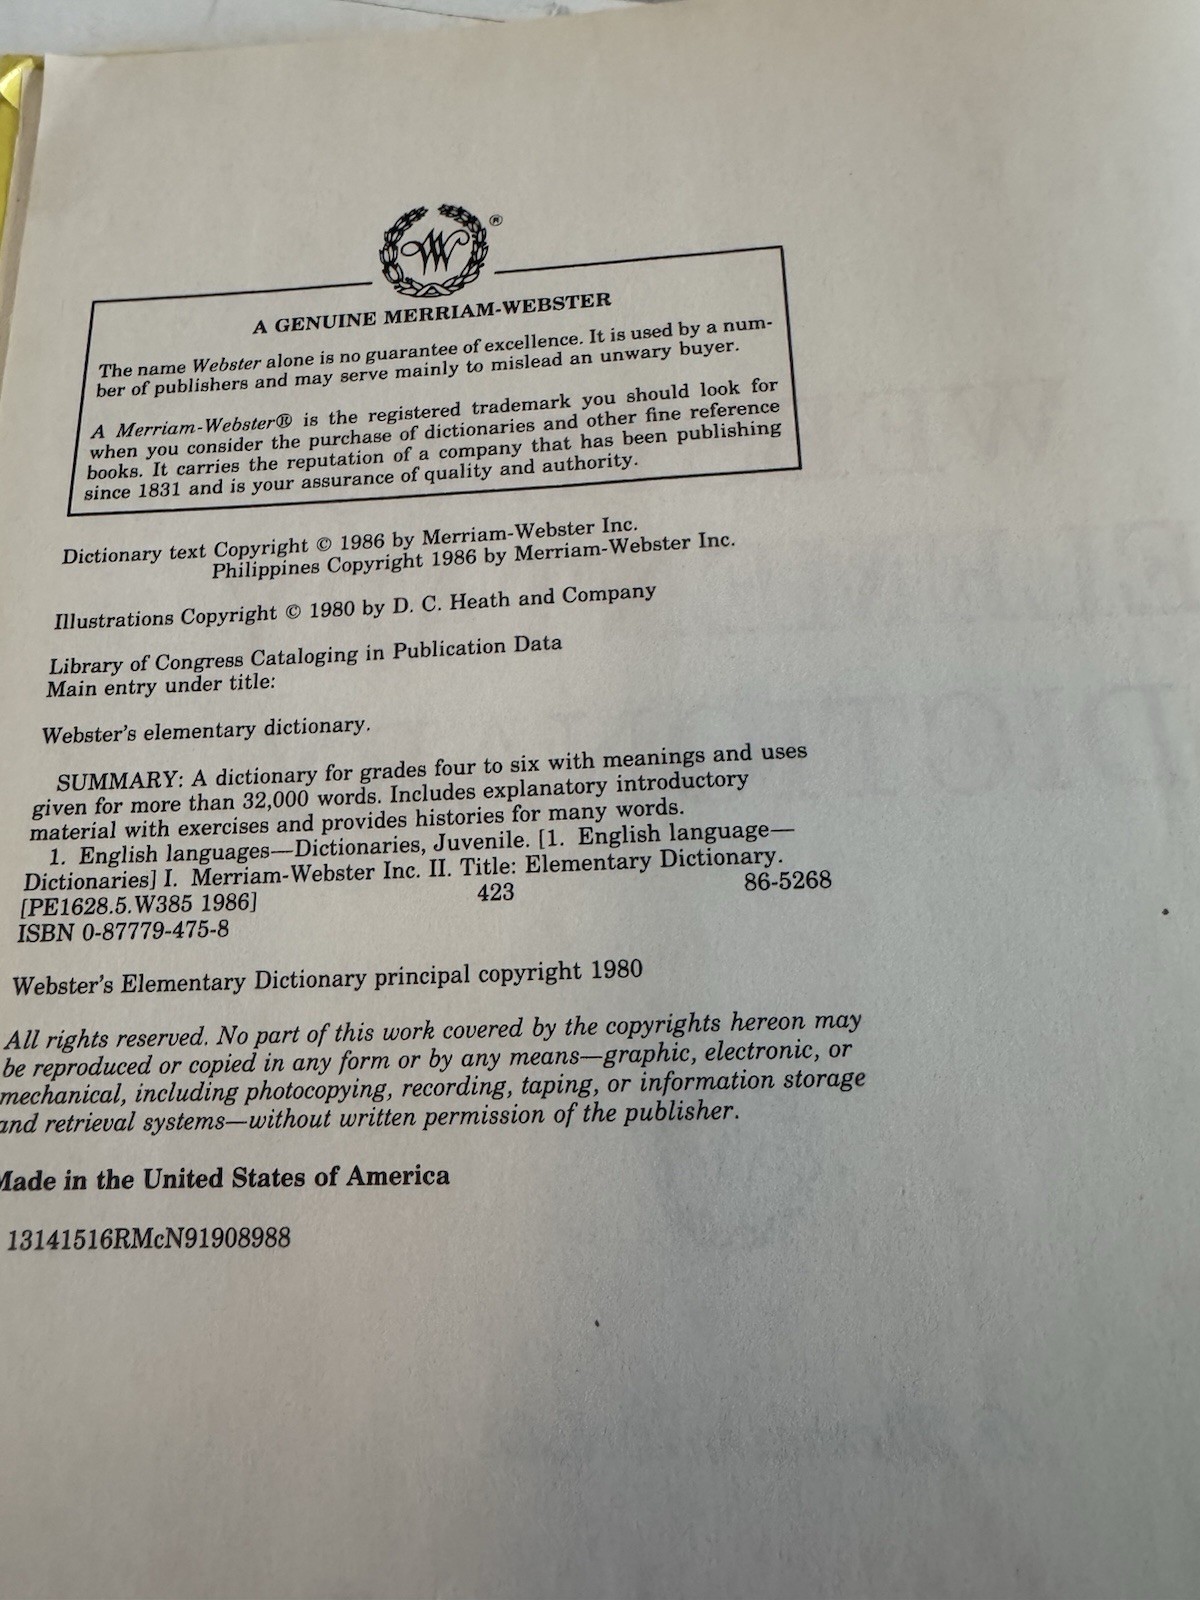 W ®
A GENUINE MERRIAM-WEBSTER
The name Webster alone is no guarantee of excellence. It is used by a num-
ber of publishers and may serve mainly to mislead an unwary buyer.
A Merriam-Webster® is the registered trademark you should look for
when you consider the purchase of dictionaries and other fine reference
books. It carries the reputation of a company that has been publishing
since 1831 and is your assurance of quality and authority.
Dictionary text Copyright © 1986 by Merriam-Webster Inc.
Philippines Copyright 1986 by Merriam-Webster Inc.
Illustrations Copyright © 1980 by D. C. Heath and Company
Library of Congress Cataloging in Publication Data
Main entry under title:
Webster's elementary dictionary.
SUMMARY: A dictionary for grades four to six with meanings and uses
given for more than 32,000 words. Includes explanatory introductory
material with exercises and provides histories for many words.
1. English languages—Dictionaries, Juvenile. [1. English language—
Dictionaries] I. Merriam-Webster Inc. II. Title: Elementary Dictionary.
[PE1628.5.W385 1986] 423 86-5268
ISBN 0-87779-475-8
Webster's Elementary Dictionary principal copyright 1980
All rights reserved. No part of this work covered by the copyrights hereon may
be reproduced or copied in any form or by any means—graphic, electronic, or
mechanical, including photocopying, recording, taping, or information storage
and retrieval systems—without written permission of the publisher.
Made in the United States of America
13141516RMcN91908988